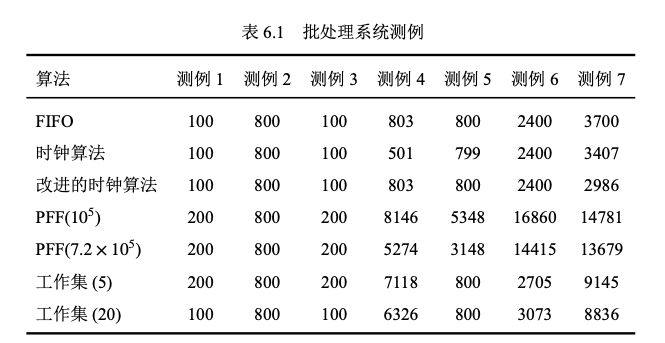 表 6.1 批处理系统测例
算法 测例 1 测例 2 测例 3 测例 4 测例 5 测例 6 测例 7
FIFO 100 800 100 803 800 2400 3700
时钟算法 100 800 100 501 799 2400 3407
改进的时钟算法 100 800 100 803 800 2400 2986
PFF(10⁵) 200 800 200 8146 5348 16860 14781
PFF(7.2 × 10⁵) 200 800 200 5274 3148 14415 13679
工作集 (5) 200 800 200 7118 800 2705 9145
工作集 (20) 100 800 100 6326 800 3073 8836